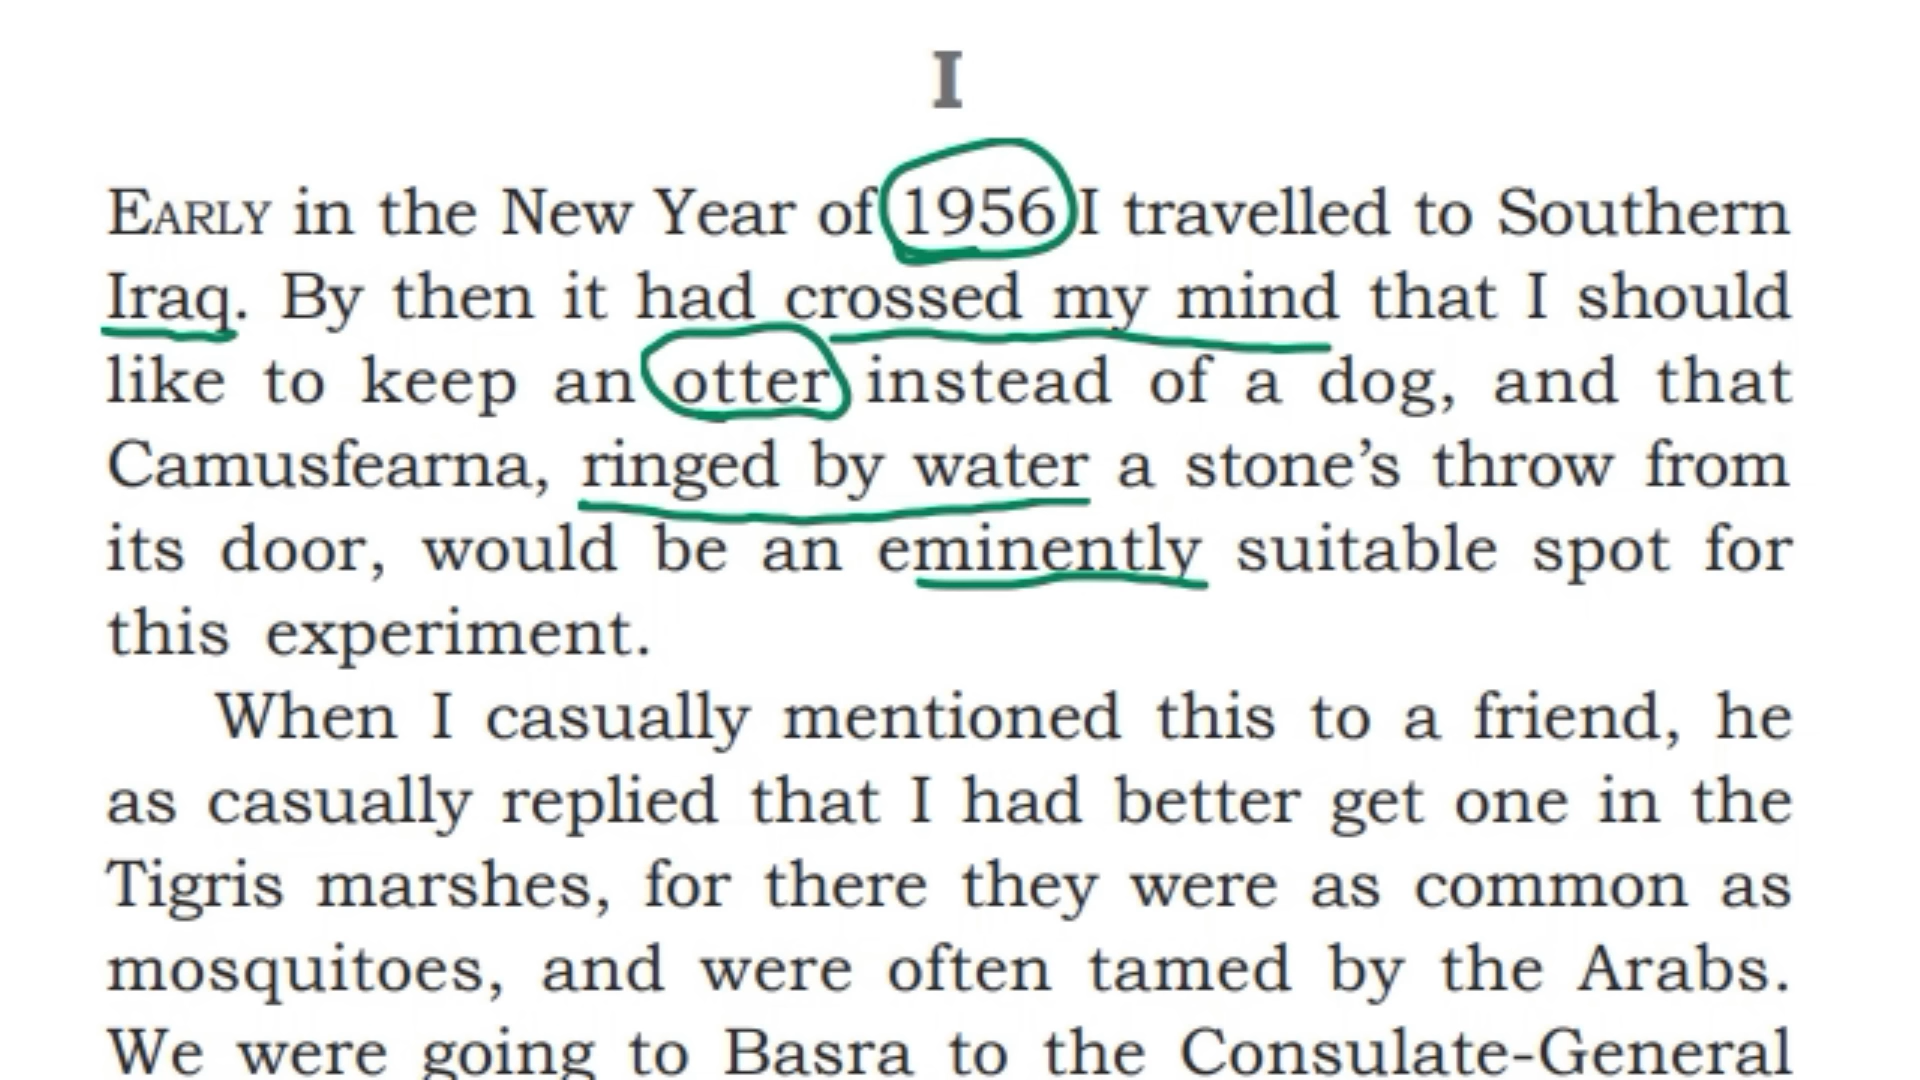 I
EARLY in the New Year of 1956 I travelled to Southern
Iraq. By then it had crossed my mind that I should
like to keep an otter instead of a dog, and that
Camusfearna, ringed by water a stone’s throw from
its door, would be an eminently suitable spot for
this experiment.
When I casually mentioned this to a friend, he
as casually replied that I had better get one in the
Tigris marshes, for there they were as common as
mosquitoes, and were often tamed by the Arabs.
We were going to Basra to the Consulate-General